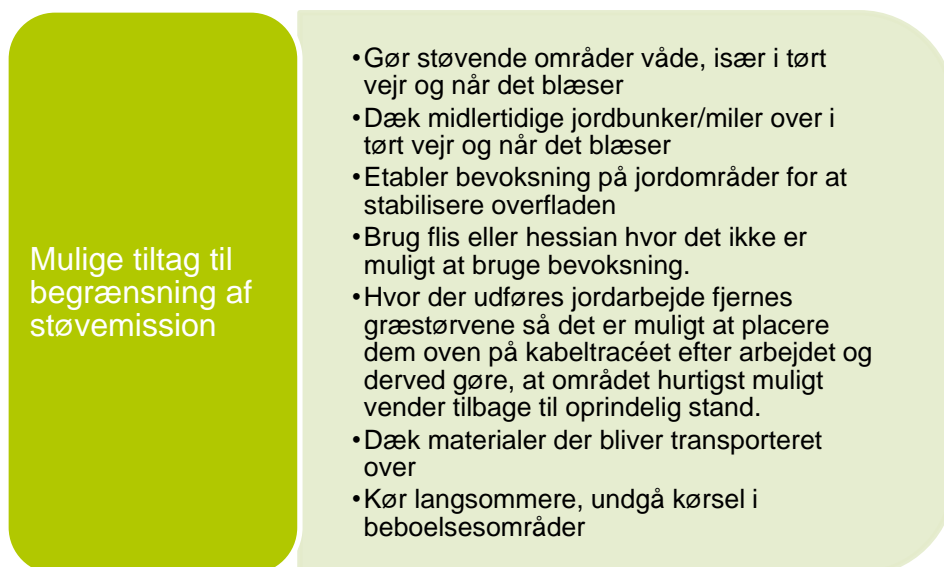 Mulige tiltag til
begrænsning af
støvemission
•Gør støvende områder våde, især i tørt
vejr og når det blæser
•Dæk midlertidige jordbunker/miler over i
tørt vejr og når det blæser
•Etabler bevoksning på jordområder for at
stabilisere overfladen
•Brug flis eller hessian hvor det ikke er
muligt at bruge bevoksning.
•Hvor der udføres jordarbejde fjernes
græstørvene så det er muligt at placere
dem oven på kabeltracéet efter arbejdet og
derved gøre, at området hurtigst muligt
vender tilbage til oprindelig stand.
•Dæk materialer der bliver transporteret
over
•Kør langsommere, undgå kørsel i
beboelsesområder